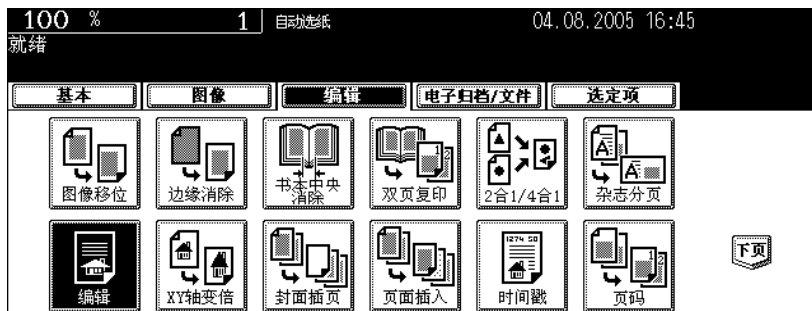 100 % 1 自动选纸 04.08.2005 16:45
就绪
基本 图像 编辑 电子归档/文件 选定项
图像移位 边缘消除 书本中央消除 双页复印 2合1/4合1 杂志分页
下页
编辑 XY轴变倍 封面插页 页面插入 时间戳 页码